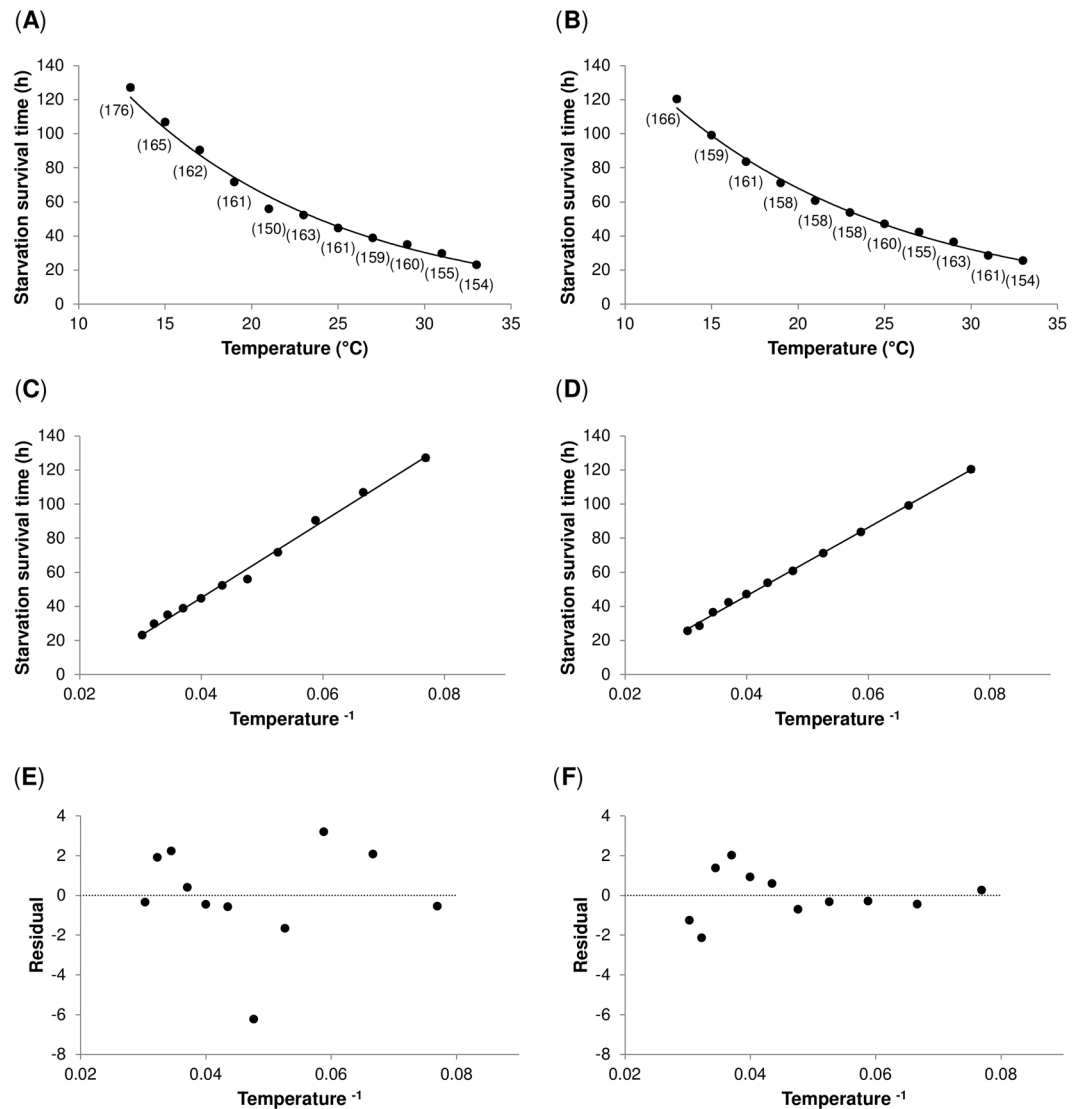 (A)
Starvation survival time (h)
140
120
100
80
60
40
20
0
(176)
(165)
(162)
(161)
(150)
(163)
(161)
(159)
(160)
(155)
(154)
10 15 20 25 30 35
Temperature (°C)
(B)
Starvation survival time (h)
140
120
100
80
60
40
20
0
(166)
(159)
(161)
(158)
(158)
(158)
(160)
(155)
(163)
(161)
(154)
10 15 20 25 30 35
Temperature (°C)
(C)
Starvation survival time (h)
140
120
100
80
60
40
20
0
0.02 0.04 0.06 0.08
Temperature -1
(D)
Starvation survival time (h)
140
120
100
80
60
40
20
0
0.02 0.04 0.06 0.08
Temperature -1
(E)
Residual
4
2
0
-2
-4
-6
-8
0.02 0.04 0.06 0.08
Temperature -1
(F)
Residual
4
2
0
-2
-4
-6
-8
0.02 0.04 0.06 0.08
Temperature -1